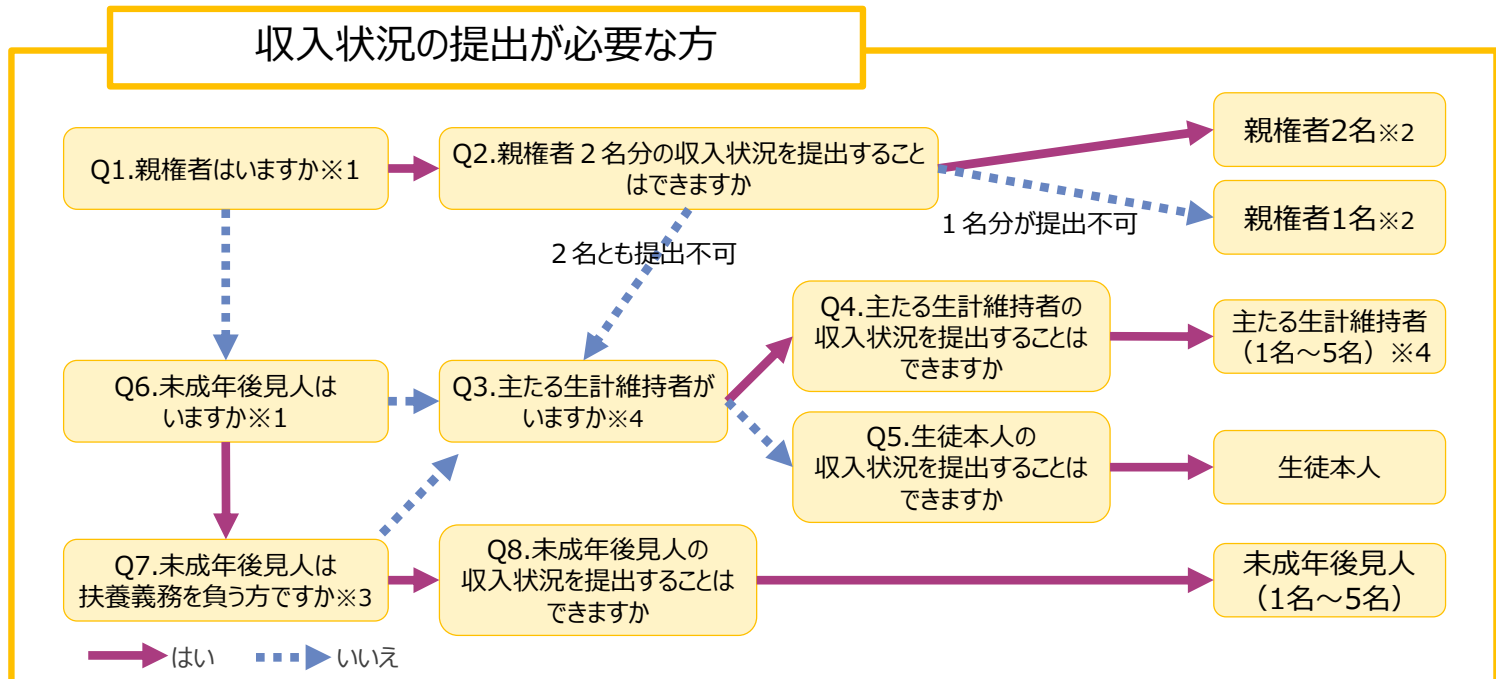 収入状況の提出が必要な方
Q1.親権者はいますか※1
Q2.親権者２名分の収入状況を提出すること
はできますか
親権者2名※2
親権者1名※2
１名分が提出不可
２名とも提出不可
Q6.未成年後見人は
いますか※1
Q3.主たる生計維持者が
いますか※4
Q4.主たる生計維持者の
収入状況を提出することは
できますか
主たる生計維持者
（1名～5名）※4
Q5.生徒本人の
収入状況を提出することは
できますか
生徒本人
Q7.未成年後見人は
扶養義務を負う方ですか※3
Q8.未成年後見人の
収入状況を提出することは
できますか
未成年後見人
（1名～5名）
はい
いいえ